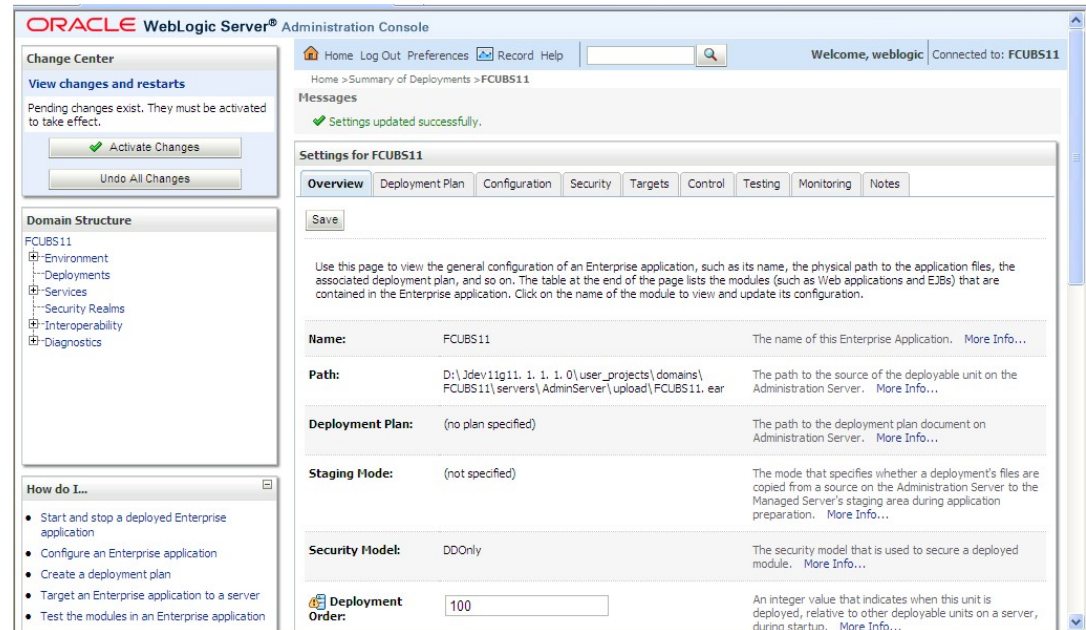 ORACLE WebLogic Server® Administration Console
Change Center
View changes and restarts
Pending changes exist. They must be activated
to take effect.
Activate Changes
Undo All Changes
Domain Structure
FCUBS11
Environment
Deployments
Services
Security Realms
Interoperability
Diagnostics
How do I...
Start and stop a deployed Enterprise
application
Configure an Enterprise application
Create a deployment plan
Target an Enterprise application to a server
Test the modules in an Enterprise application
Home Log Out Preferences Record Help
Welcome, weblogic Connected to: FCUBS11
Home >Summary of Deployments >FCUBS11
Messages
Settings updated successfully.
Settings for FCUBS11
Overview Deployment Plan Configuration Security Targets Control Testing Monitoring Notes
Save
Use this page to view the general configuration of an Enterprise application, such as its name, the physical path to the application files, the
associated deployment plan, and so on. The table at the end of the page lists the modules (such as Web applications and EJBs) that are
contained in the Enterprise application. Click on the name of the module to view and update its configuration.
Name: FCUBS11 The name of this Enterprise Application. More Info...
Path: D:\Jdev11g11. 1. 1. 1. 0\user_projects\domains\ The path to the source of the deployable unit on the
FCUBS11\servers\AdminServer\upload\FCUBS11. ear Administration Server. More Info...
Deployment Plan: (no plan specified) The path to the deployment plan document on
Administration Server. More Info...
Staging Mode: (not specified) The mode that specifies whether a deployment's files are
copied from a source on the Administration Server to the
Managed Server's staging area during application
preparation. More Info...
Security Model: DDOnly The security model that is used to secure a deployed
module. More Info...
Deployment 100 An integer value that indicates when this unit is
Order: deployed, relative to other deployable units on a server,
during startup. More Info...